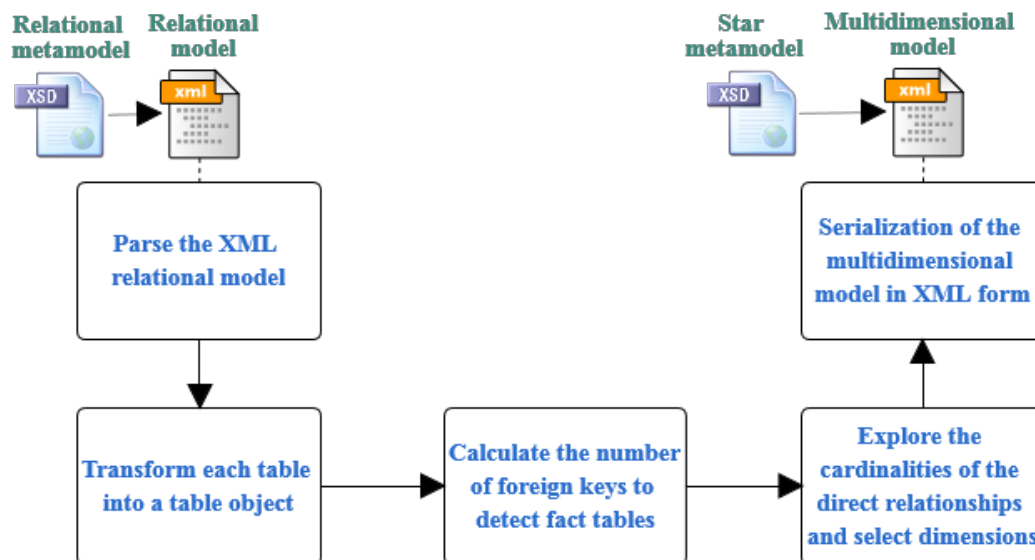 Relational
metamodel
Relational
model
Star
metamodel
Multidimensional
model
XSD
xml
XSD
xml
Parse the XML
relational model
Serialization of the
multidimensional
model in XML form
Transform each table
into a table object
Calculate the number
of foreign keys to
detect fact tables
Explore the
cardinalities of the
direct relationships
and select dimensions